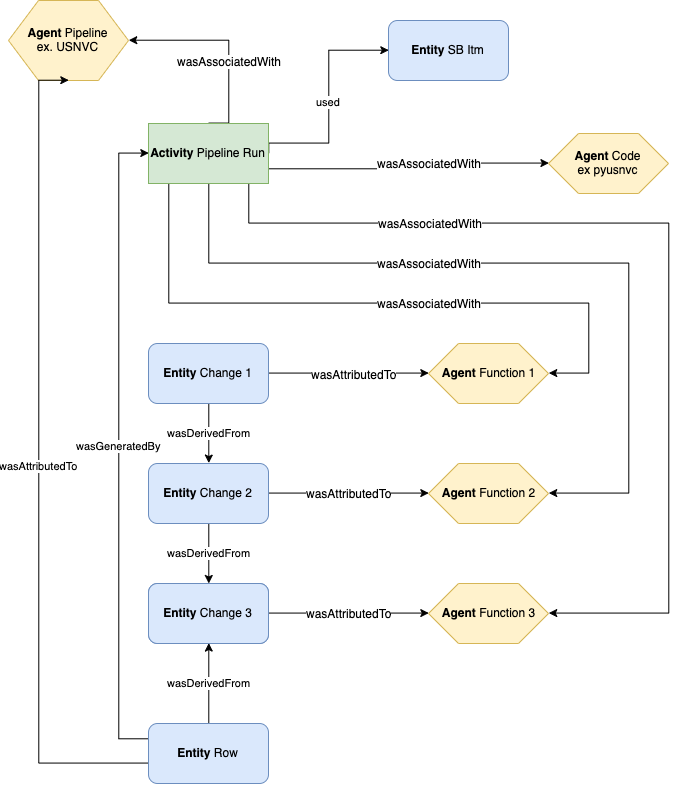 Agent Pipeline
ex. USNVC
wasAssociatedWith
Entity SB Itm
used
Activity Pipeline Run
wasAssociatedWith
Agent Code
ex pyusnvc
wasAssociatedWith
wasAssociatedWith
wasAssociatedWith
Entity Change 1
wasAttributedTo
Agent Function 1
wasDerivedFrom
wasGeneratedBy
wasAttributedTo
Entity Change 2
wasAttributedTo
Agent Function 2
wasDerivedFrom
Entity Change 3
wasAttributedTo
Agent Function 3
wasDerivedFrom
Entity Row